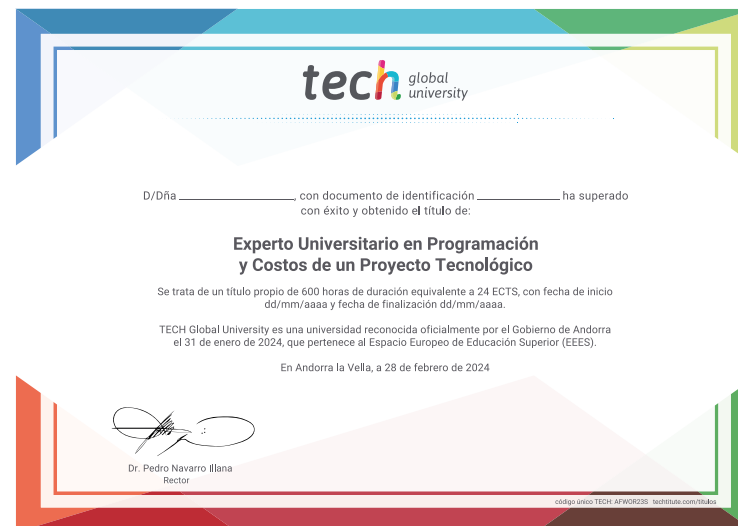 tech global university
D/Dña ______________, con documento de identificación ______________ ha superado
con éxito y obtenido el título de:
Experto Universitario en Programación
y Costos de un Proyecto Tecnológico
Se trata de un título propio de 600 horas de duración equivalente a 24 ECTS, con fecha de inicio
dd/mm/aaaa y fecha de finalización dd/mm/aaaa.
TECH Global University es una universidad reconocida oficialmente por el Gobierno de Andorra
el 31 de enero de 2024, que pertenece al Espacio Europeo de Educación Superior (EEES).
En Andorra la Vella, a 28 de febrero de 2024
Dr. Pedro Navarro Illana
Rector
código único TECH: AFWOR23S techtitute.com/titulos